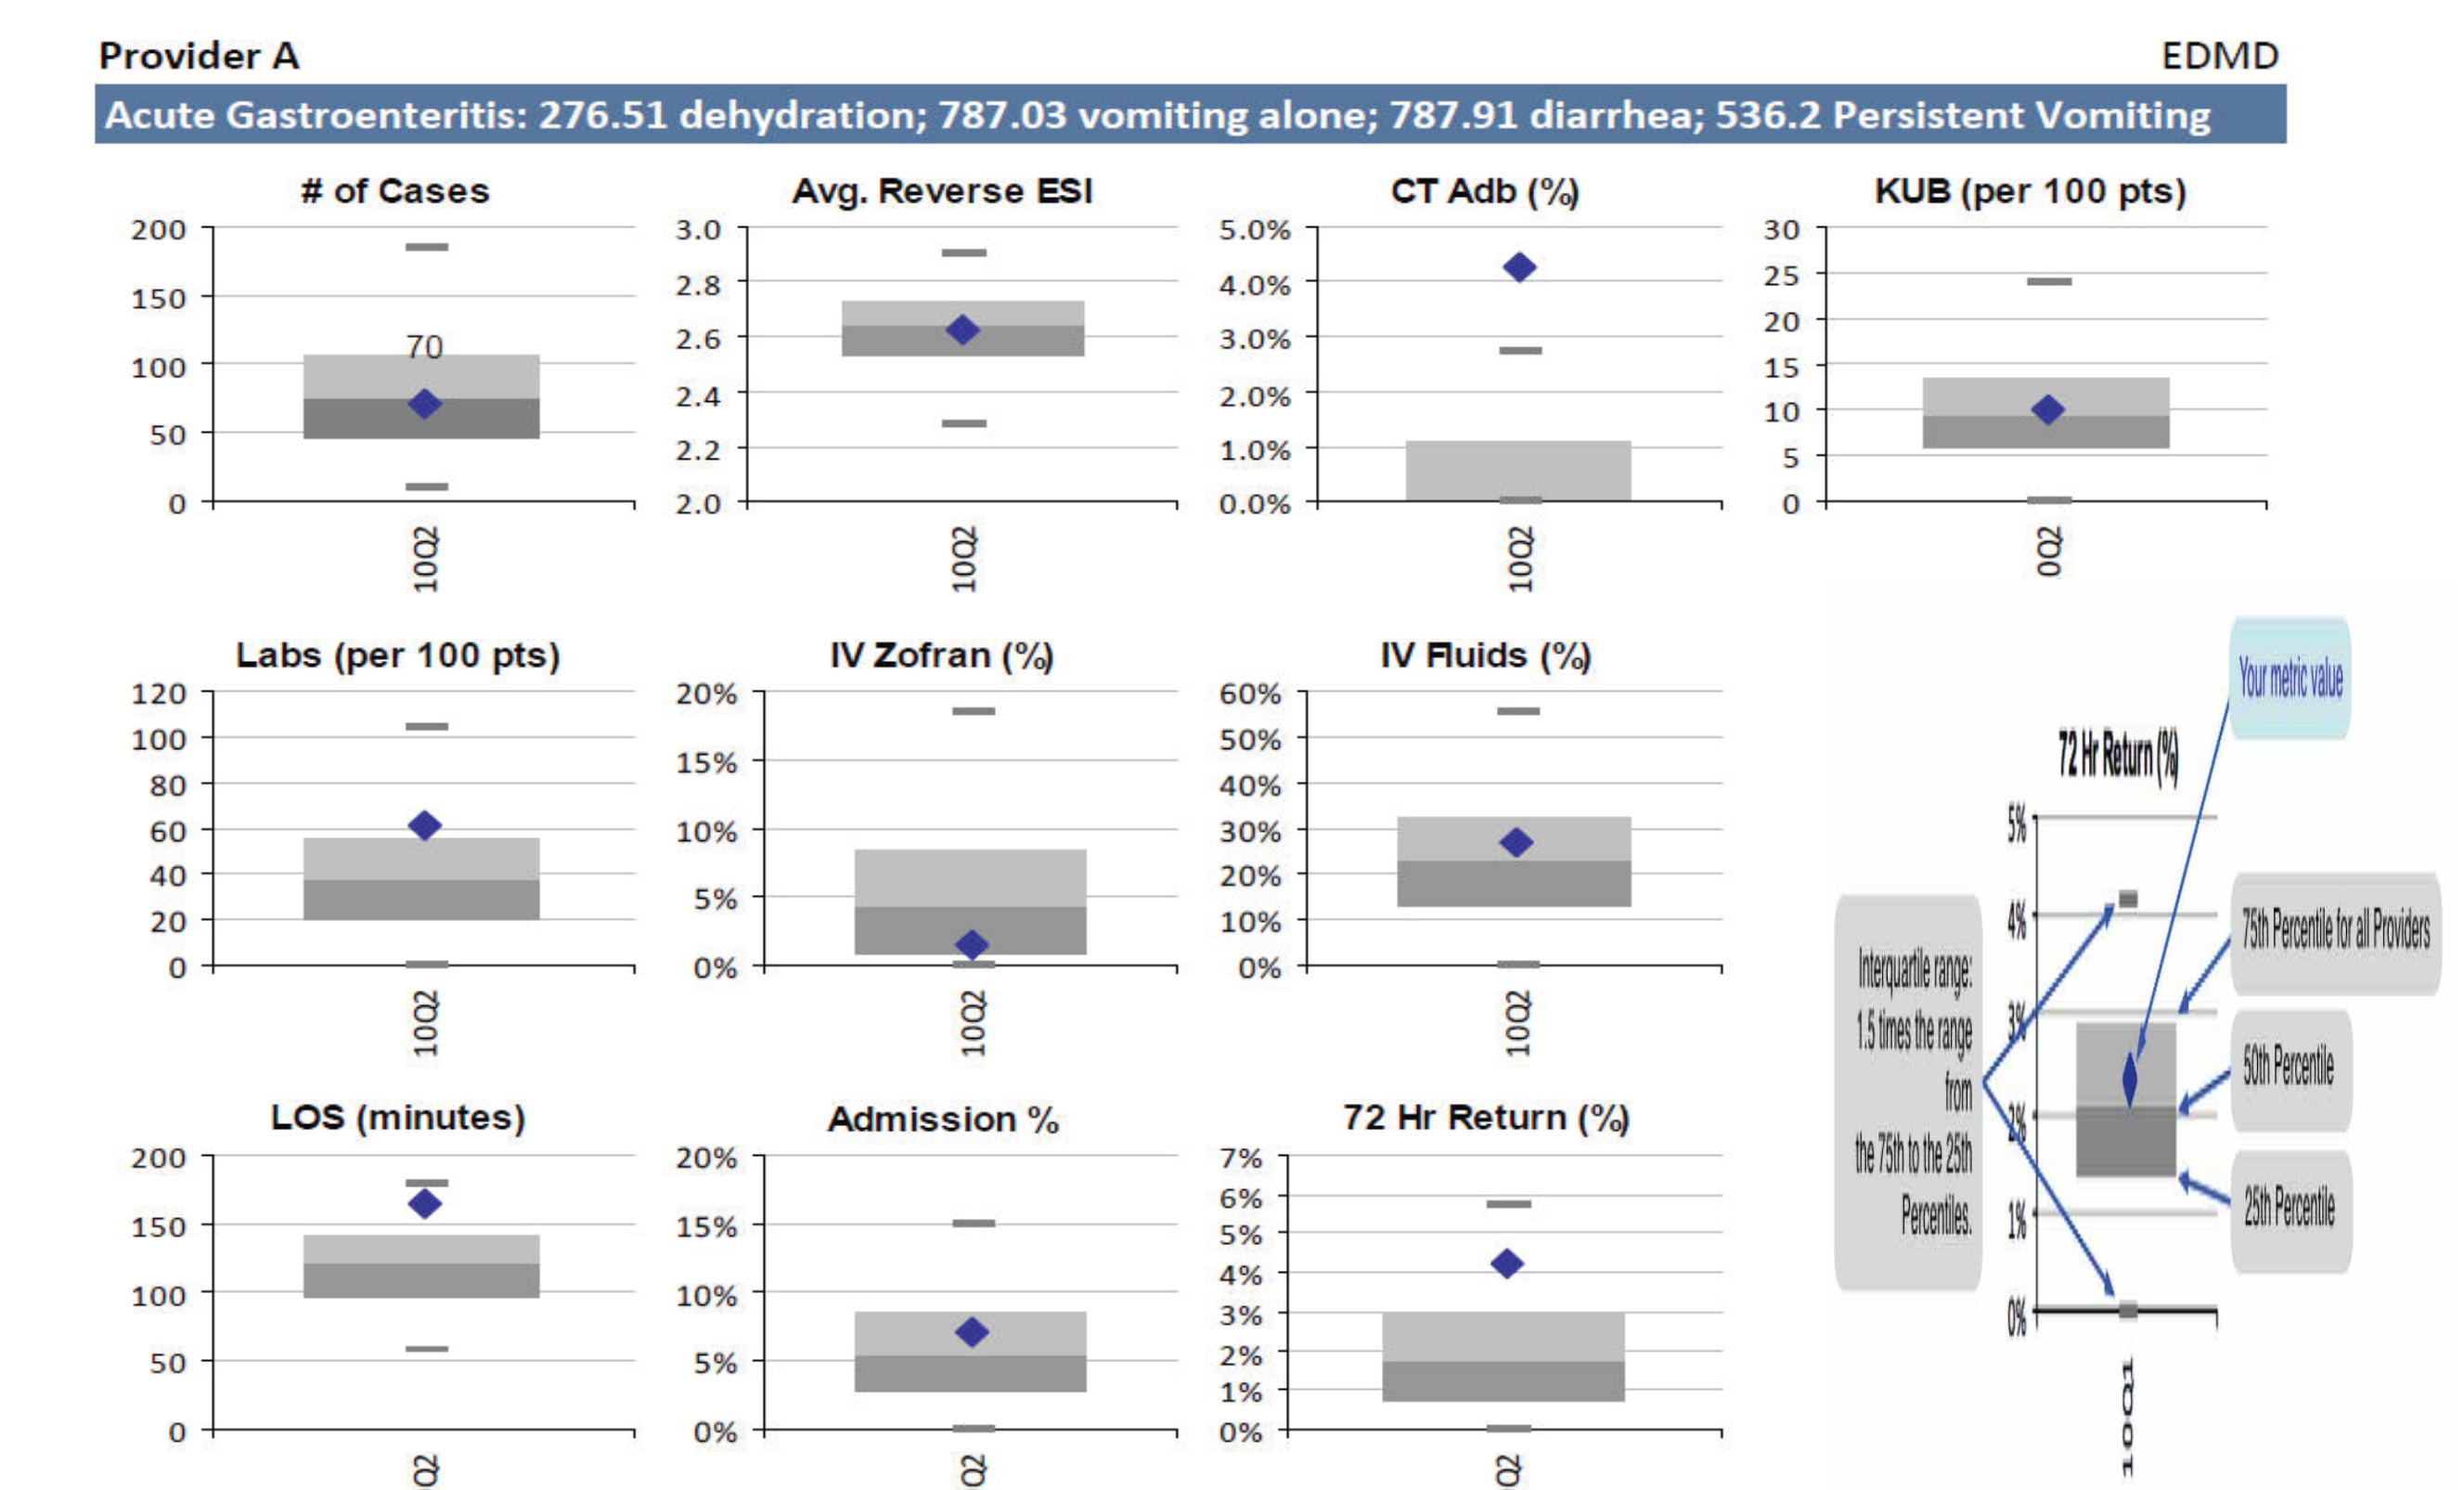 Provider A
EDMD
Acute Gastroenteritis: 276.51 dehydration; 787.03 vomiting alone; 787.91 diarrhea; 536.2 Persistent Vomiting
# of Cases
200
150
100
50
0
70
10Q2
Avg. Reverse ESI
3.0
2.8
2.6
2.4
2.2
2.0
10Q2
CT Adb (%)
5.0%
4.0%
3.0%
2.0%
1.0%
0.0%
10Q2
KUB (per 100 pts)
30
25
20
15
10
5
0
0Q2
Labs (per 100 pts)
120
100
80
60
40
20
0
10Q2
IV Zofran (%)
20%
15%
10%
5%
0%
10Q2
IV Fluids (%)
60%
50%
40%
30%
20%
10%
0%
10Q2
LOS (minutes)
200
150
100
50
0
Q2
Admission %
20%
15%
10%
5%
0%
Q2
72 Hr Return (%)
7%
6%
5%
4%
3%
2%
1%
0%
Q2
Your metric value
72 Hr Return (%)
5%
4%
3%
2%
1%
0%
10Q1
75th Percentile for all Providers
50th Percentile
25th Percentile
Interquartile range:
1.5 times the range
from
the 75th to the 25th
Percentiles.